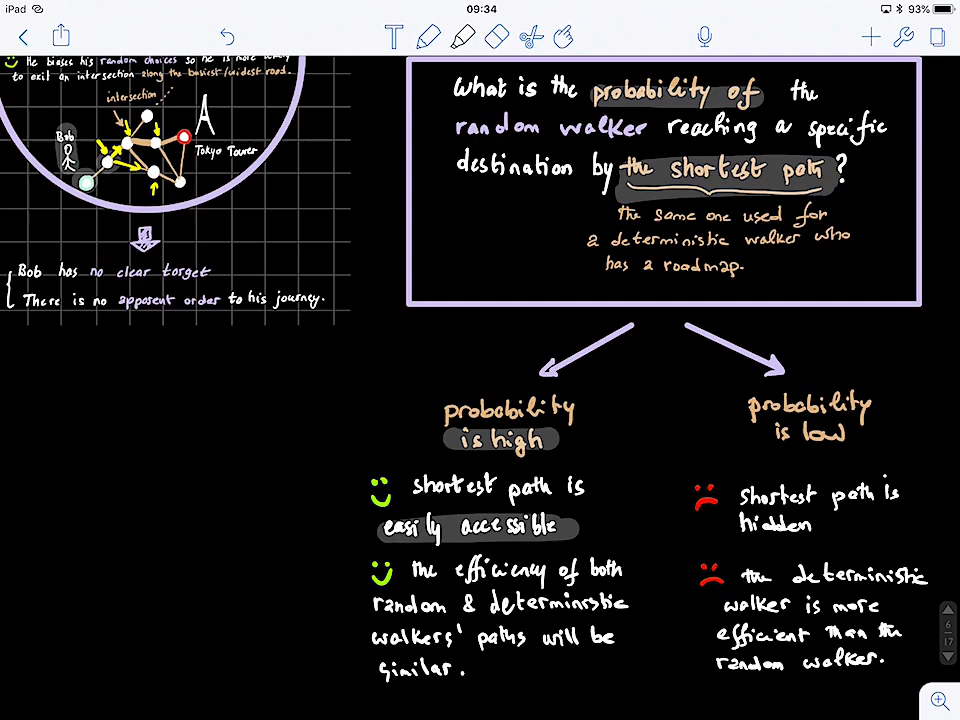 iPad
09:34
93%
He biases his random choices so he is more
to exit an intersection along the busiest/widest road.
intersection
Bob
Tokyo Tower
Bob has no clear target
There is no apparent order to his journey.
What is the probability of the
random walker reaching a specific
destination by the shortest path?
the same one used for
a deterministic walker who
has a roadmap.
probability
is high
shortest path is
easily accessible
the efficiency of both
random & deterministic
walkers' paths will be
similar.
probability
is low
shortest path is
hidden
the deterministic
walker is more
efficient than the
random walker.
6
17